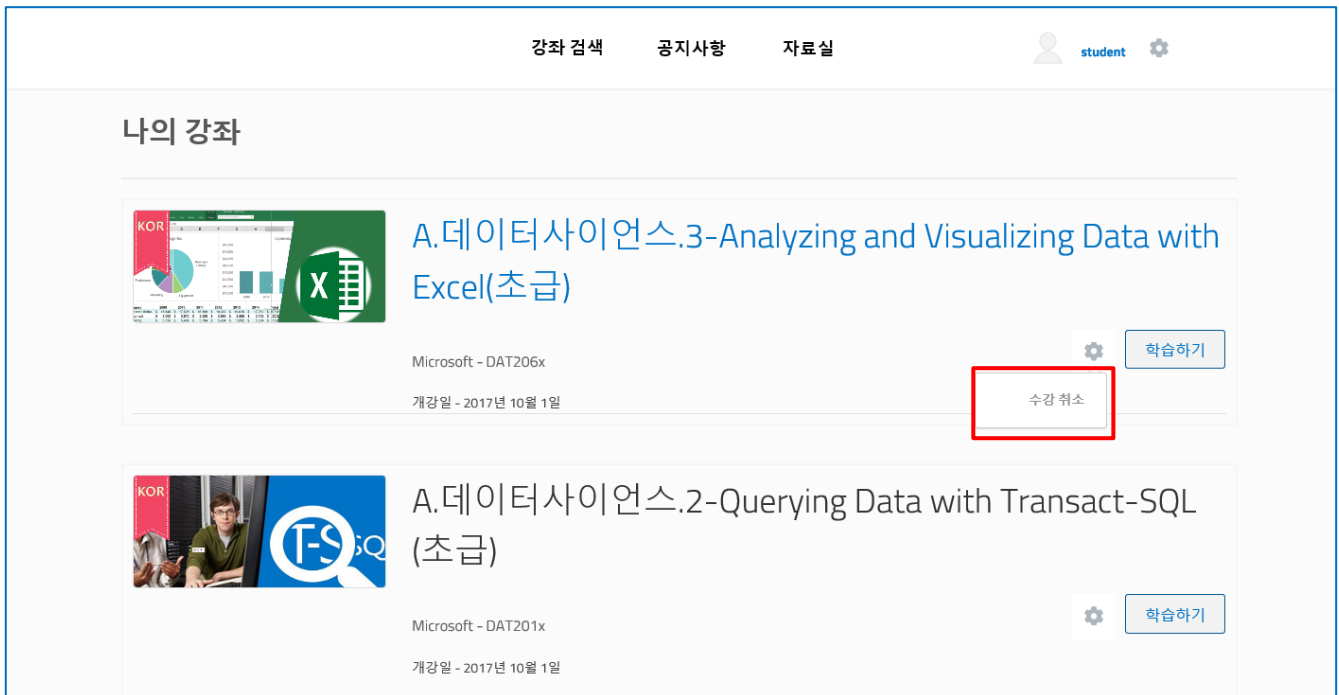 강좌 검색 공지사항 자료실 student
나의 강좌
KOR
A.데이터사이언스.3-Analyzing and Visualizing Data with
Excel(초급)
Microsoft - DAT206x
학습하기
수강 취소
개강일 - 2017년 10월 1일
KOR
T-S SQ
A.데이터사이언스.2-Querying Data with Transact-SQL
(초급)
Microsoft - DAT201x
학습하기
개강일 - 2017년 10월 1일